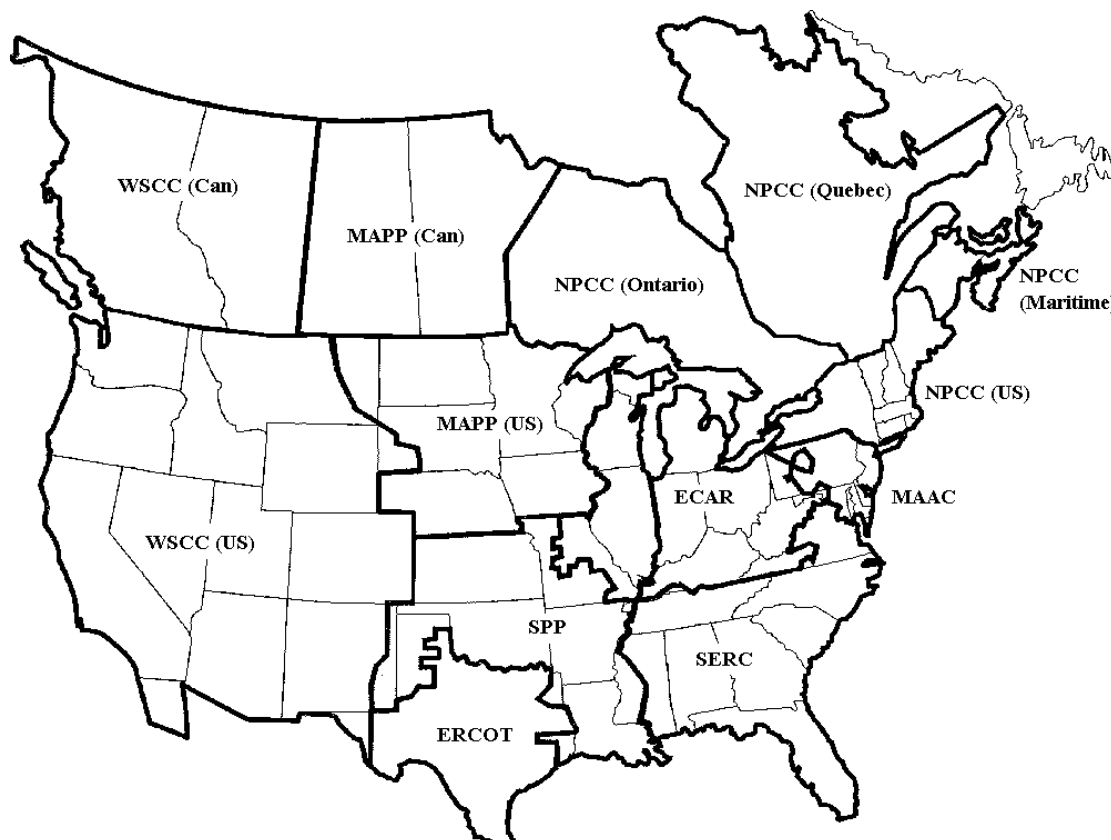 WSCC (Can)
NPCC (Quebec)
MAPP (Can)
NPCC (Ontario)
NPCC
(Maritime)
NPCC (US)
MAPP (US)
ECAR
MAAC
WSCC (US)
SPP
SERC
ERCOT